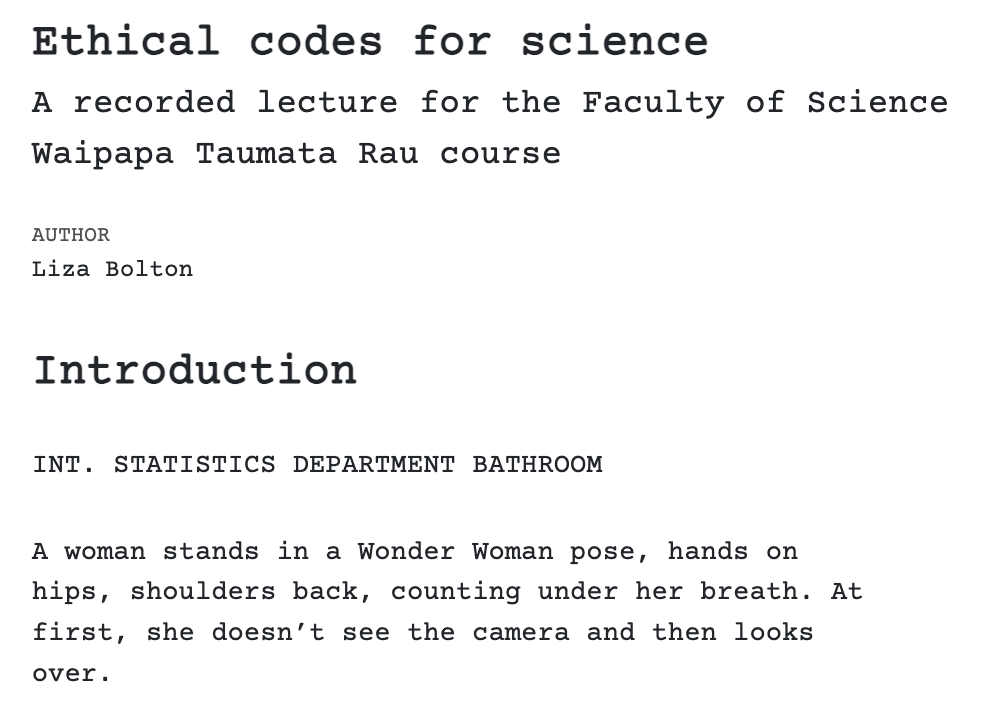 Ethical codes for science
A recorded lecture for the Faculty of Science
Waipapa Taumata Rau course
AUTHOR
Liza Bolton
Introduction
INT. STATISTICS DEPARTMENT BATHROOM
A woman stands in a Wonder Woman pose, hands on
hips, shoulders back, counting under her breath. At
first, she doesn’t see the camera and then looks
over.